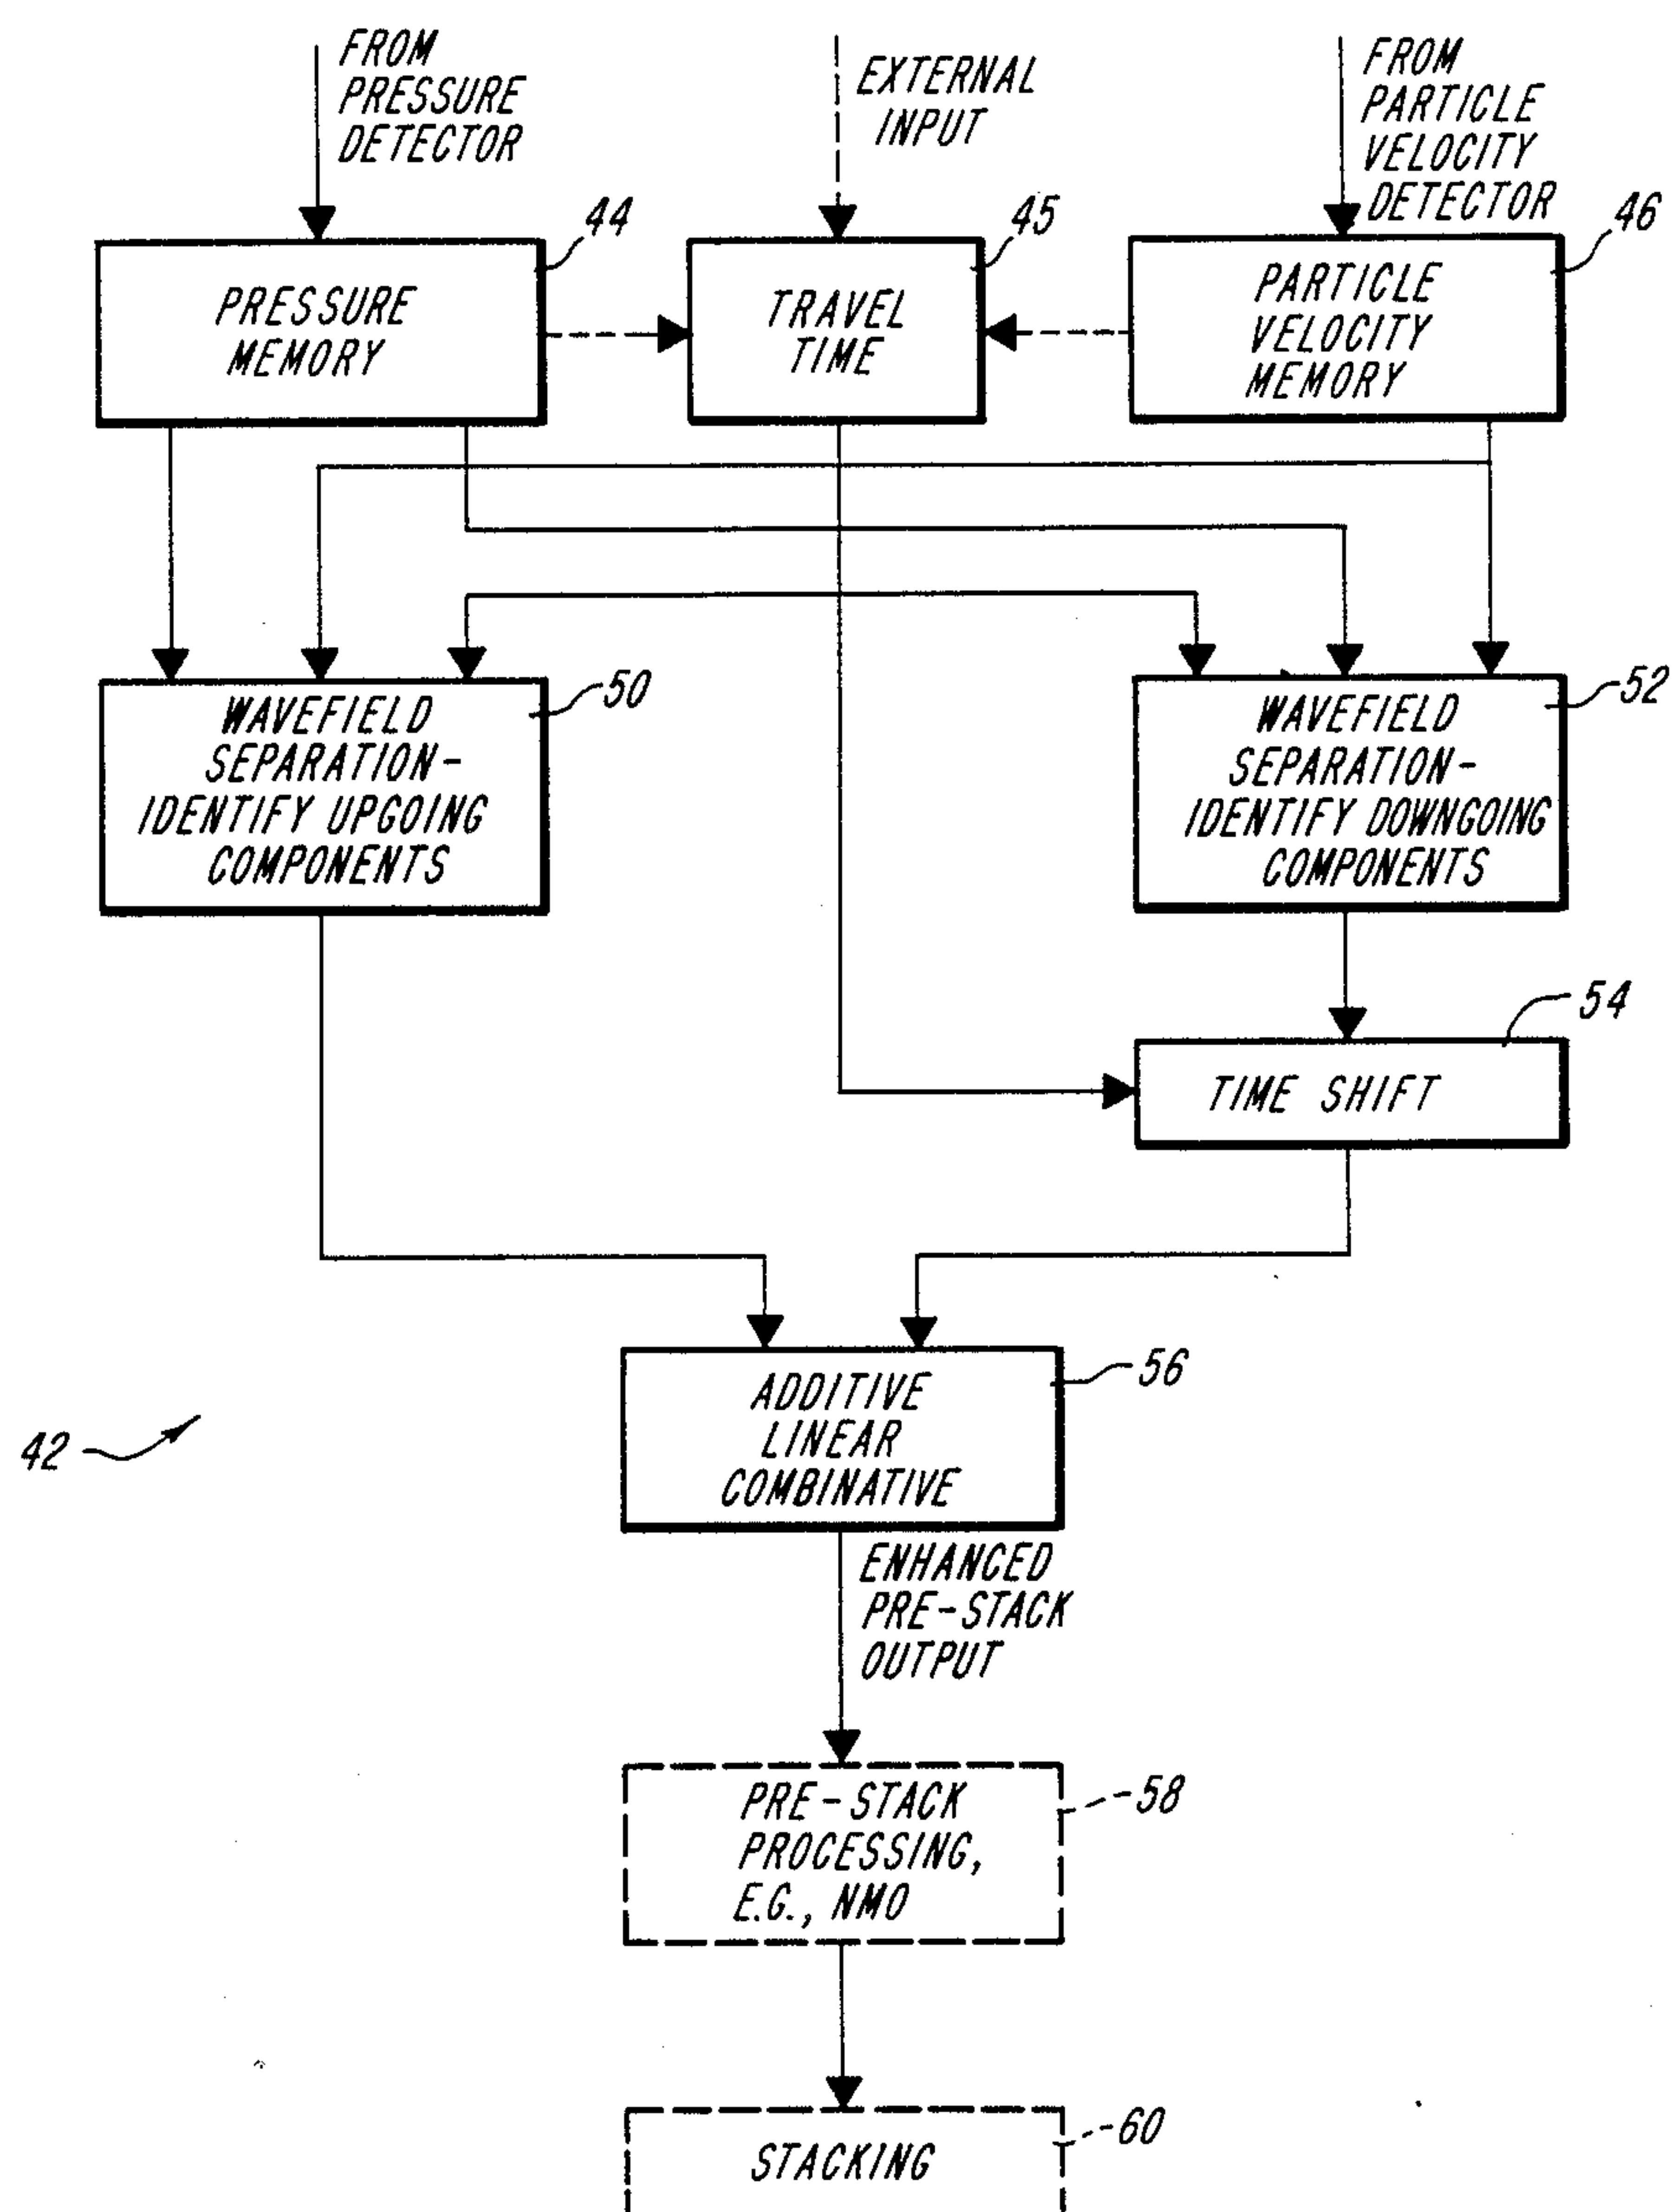 FROM
PRESSURE
DETECTOR
EXTERNAL
INPUT
FROM
PARTICLE
VELOCITY
DETECTOR
44
45
46
PRESSURE
MEMORY
TRAVEL
TIME
PARTICLE
VELOCITY
MEMORY
50
WAVEFIELD
SEPARATION-
IDENTIFY UPGOING
COMPONENTS
52
WAVEFIELD
SEPARATION-
IDENTIFY DOWNGOING
COMPONENTS
54
TIME SHIFT
56
ADDITIVE
LINEAR
COMBINATIVE
42
ENHANCED
PRE-STACK
OUTPUT
58
PRE-STACK
PROCESSING,
E.G., NMO
60
STACKING